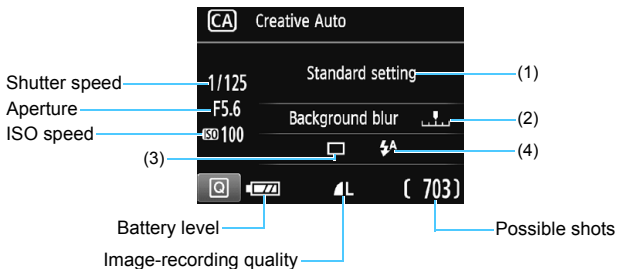 CA Creative Auto
Shutter speed 1/125 Standard setting (1)
Aperture F5.6 Background blur (2)
ISO speed ISO 100
(3) (4)
Q L ( 703)
Battery level Possible shots
Image-recording quality